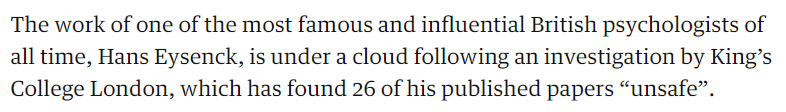 The work of one of the most famous and influential British psychologists of
all time, Hans Eysenck, is under a cloud following an investigation by King’s
College London, which has found 26 of his published papers “unsafe”.